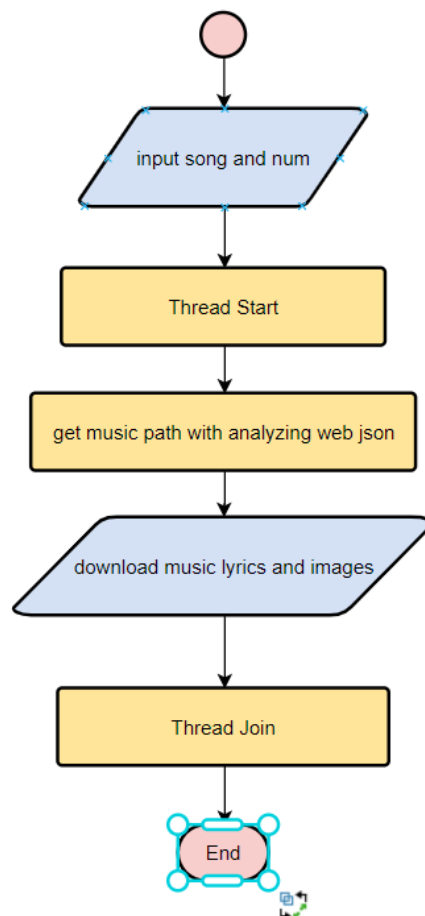 input song and num
Thread Start
get music path with analyzing web json
download music lyrics and images
Thread Join
End